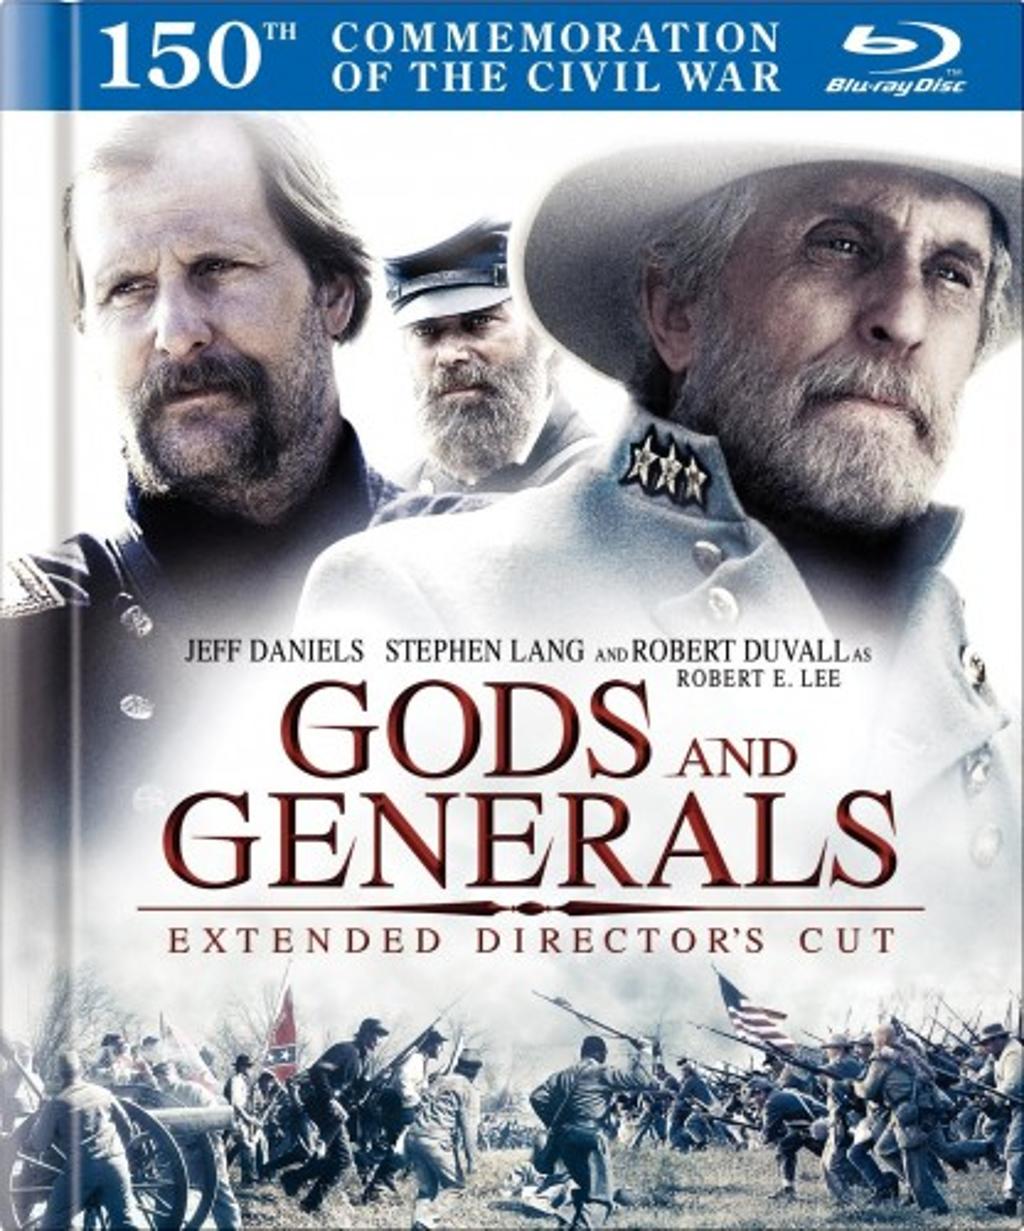 150TH COMMEMORATION
OF THE CIVIL WAR
Blu-ray Disc™
JEFF DANIELS STEPHEN LANG AND ROBERT DUVALL AS
ROBERT E. LEE
GODS AND
GENERALS
EXTENDED DIRECTOR'S CUT